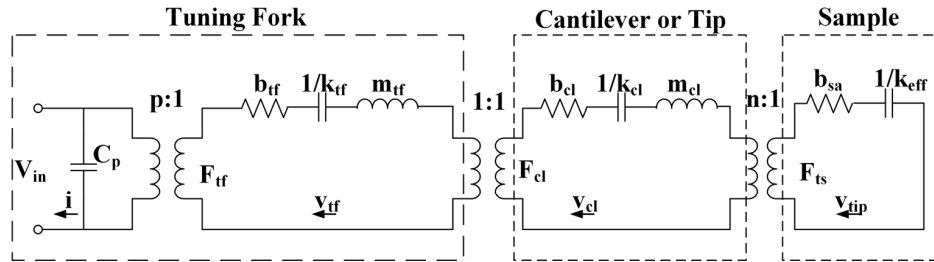 Tuning Fork Cantilever or Tip Sample
p:1 b_tf 1/k_tf m_tf 1:1 b_cl 1/k_cl m_cl n:1 b_sa 1/k_eff
V_in C_p F_tf F_cl F_ts
i v_tf v_cl v_tip